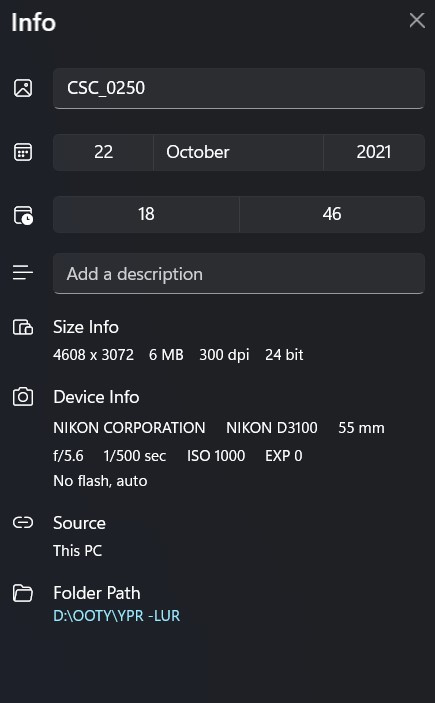 Info
CSC_0250
22 October 2021
18 46
Add a description
Size Info
4608 x 3072 6 MB 300 dpi 24 bit
Device Info
NIKON CORPORATION NIKON D3100 55 mm
f/5.6 1/500 sec ISO 1000 EXP 0
No flash, auto
Source
This PC
Folder Path
D:\OOTY\YPR -LUR